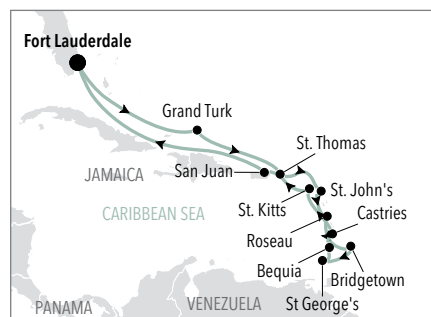 Fort Lauderdale
Grand Turk
St. Thomas
JAMAICA
San Juan
St. John's
St. Kitts
CARIBBEAN SEA
Castries
Roseau
Bequia
Bridgetown
PANAMA
VENEZUELA
St George's